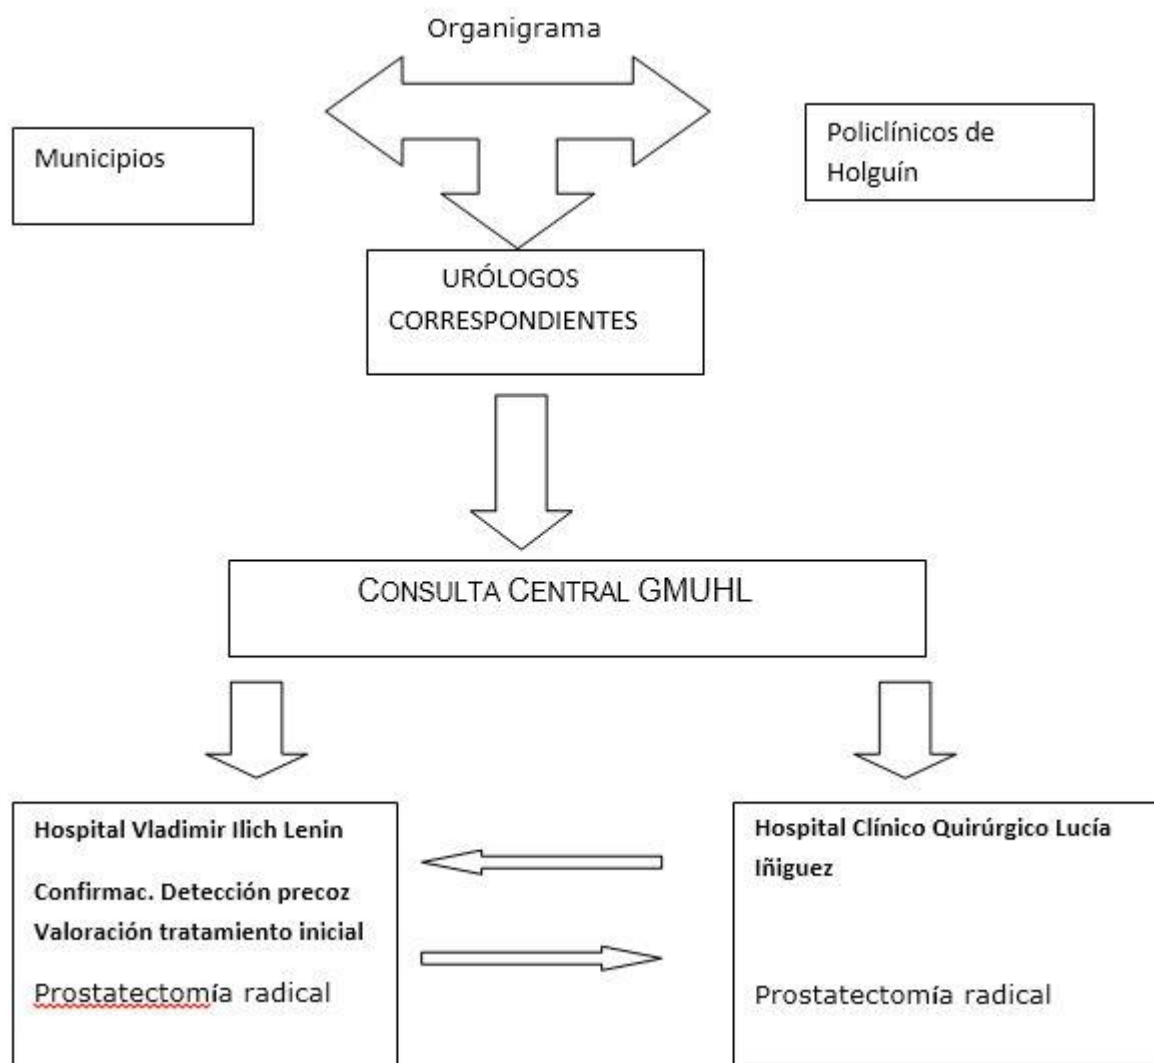 Organigrama
Municipios
Policlínicos de
Holguín
URÓLOGOS
CORRESPONDIENTES
CONSULTA CENTRAL GMUHL
Hospital Vladimir Ilich Lenin
Confirmac. Detección precoz
Valoración tratamiento inicial
Prostatectomía radical
Hospital Clínico Quirúrgico Lucía
Iñiguez
Prostatectomía radical